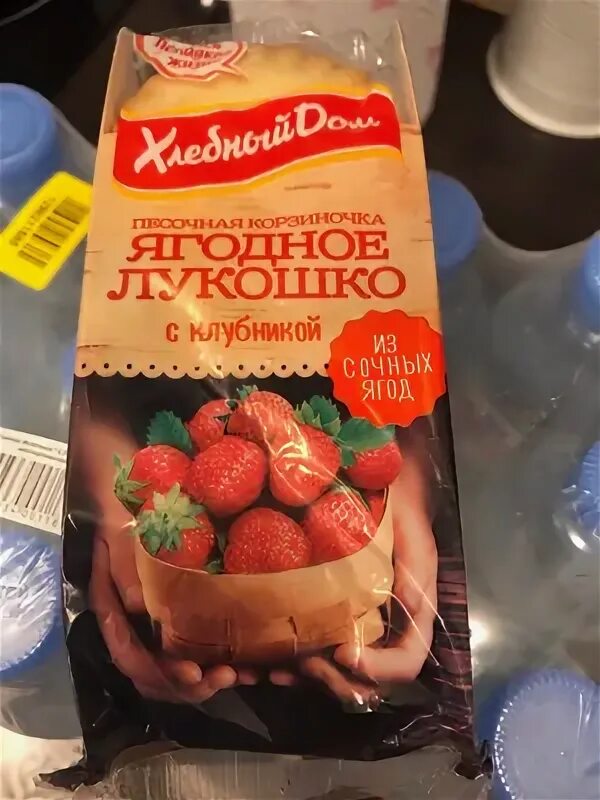 Хлебный Дом
ПЕСОЧНАЯ КОРЗИНОЧКА
ЯГОДНОЕ
ЛУКОШКО
с клубникой
ИЗ
СОЧНЫХ
ЯГОД